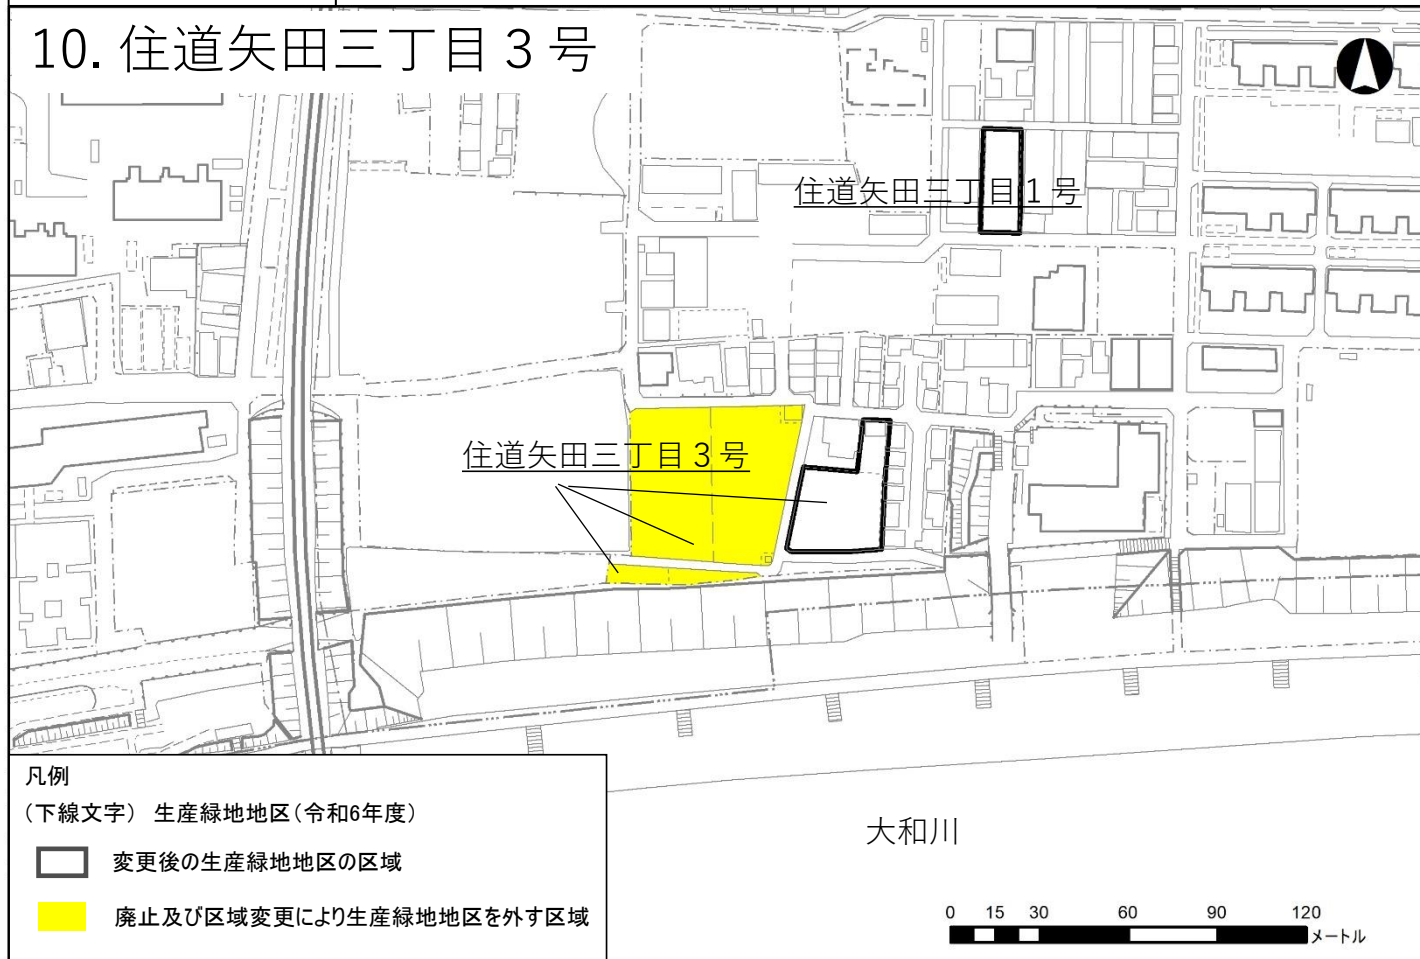 10. 住道矢田三丁目３号
住道矢田三丁目１号
住道矢田三丁目３号
大和川
凡例
（下線文字） 生産緑地地区（令和6年度）
変更後の生産緑地地区の区域
廃止及び区域変更により生産緑地地区を外す区域
0 15 30 60 90 120
メートル